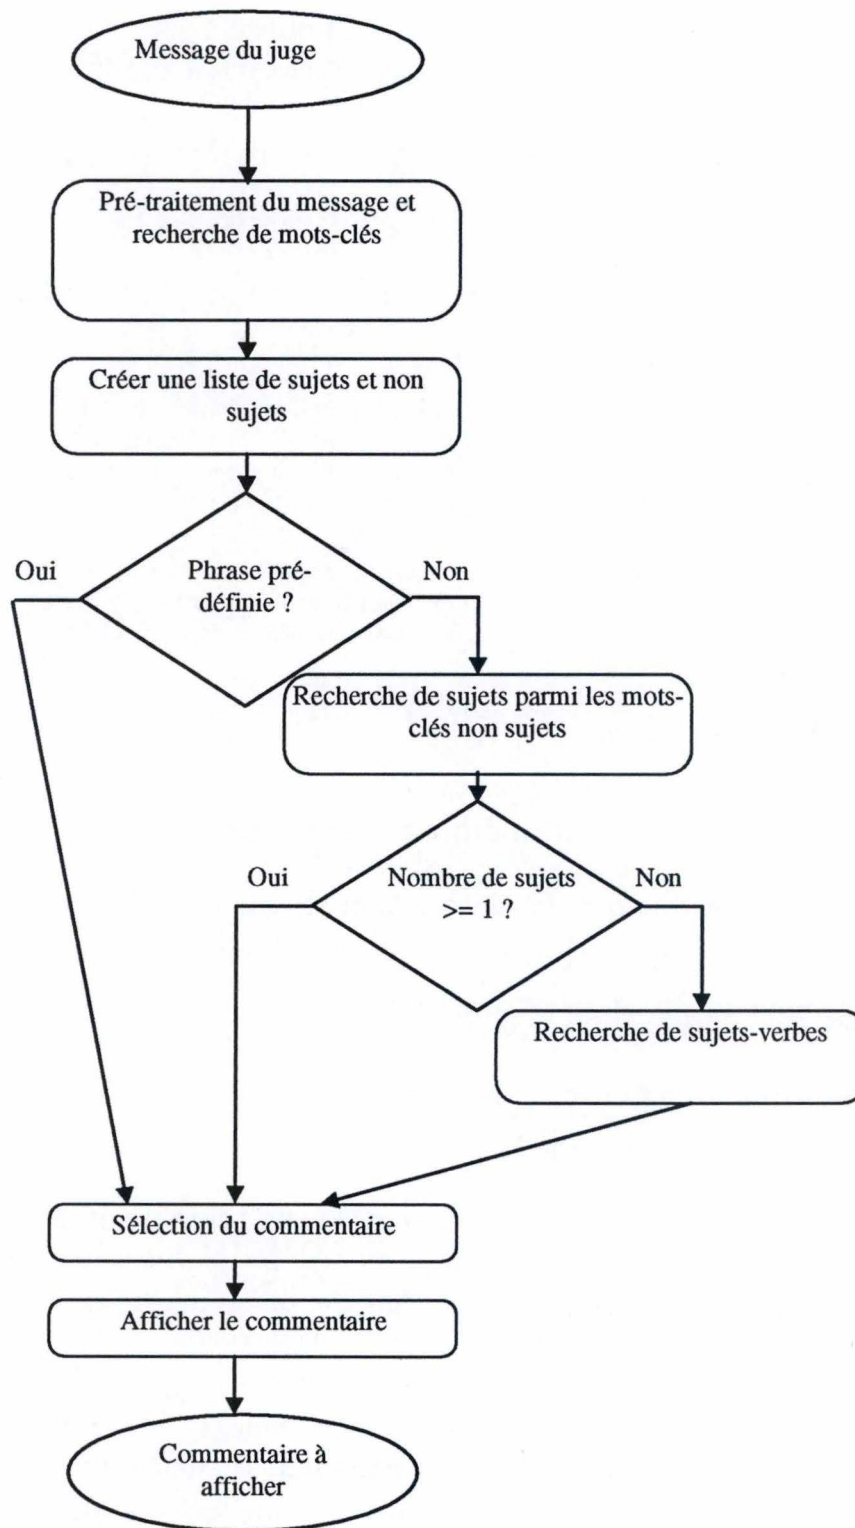 Message du juge
Pré-traitement du message et
recherche de mots-clés
Créer une liste de sujets et non
sujets
Oui
Phrase pré-
définie ?
Non
Recherche de sujets parmi les mots-
clés non sujets
Oui
Nombre de sujets
>= 1 ?
Non
Recherche de sujets-verbes
Sélection du commentaire
Afficher le commentaire
Commentaire à
afficher